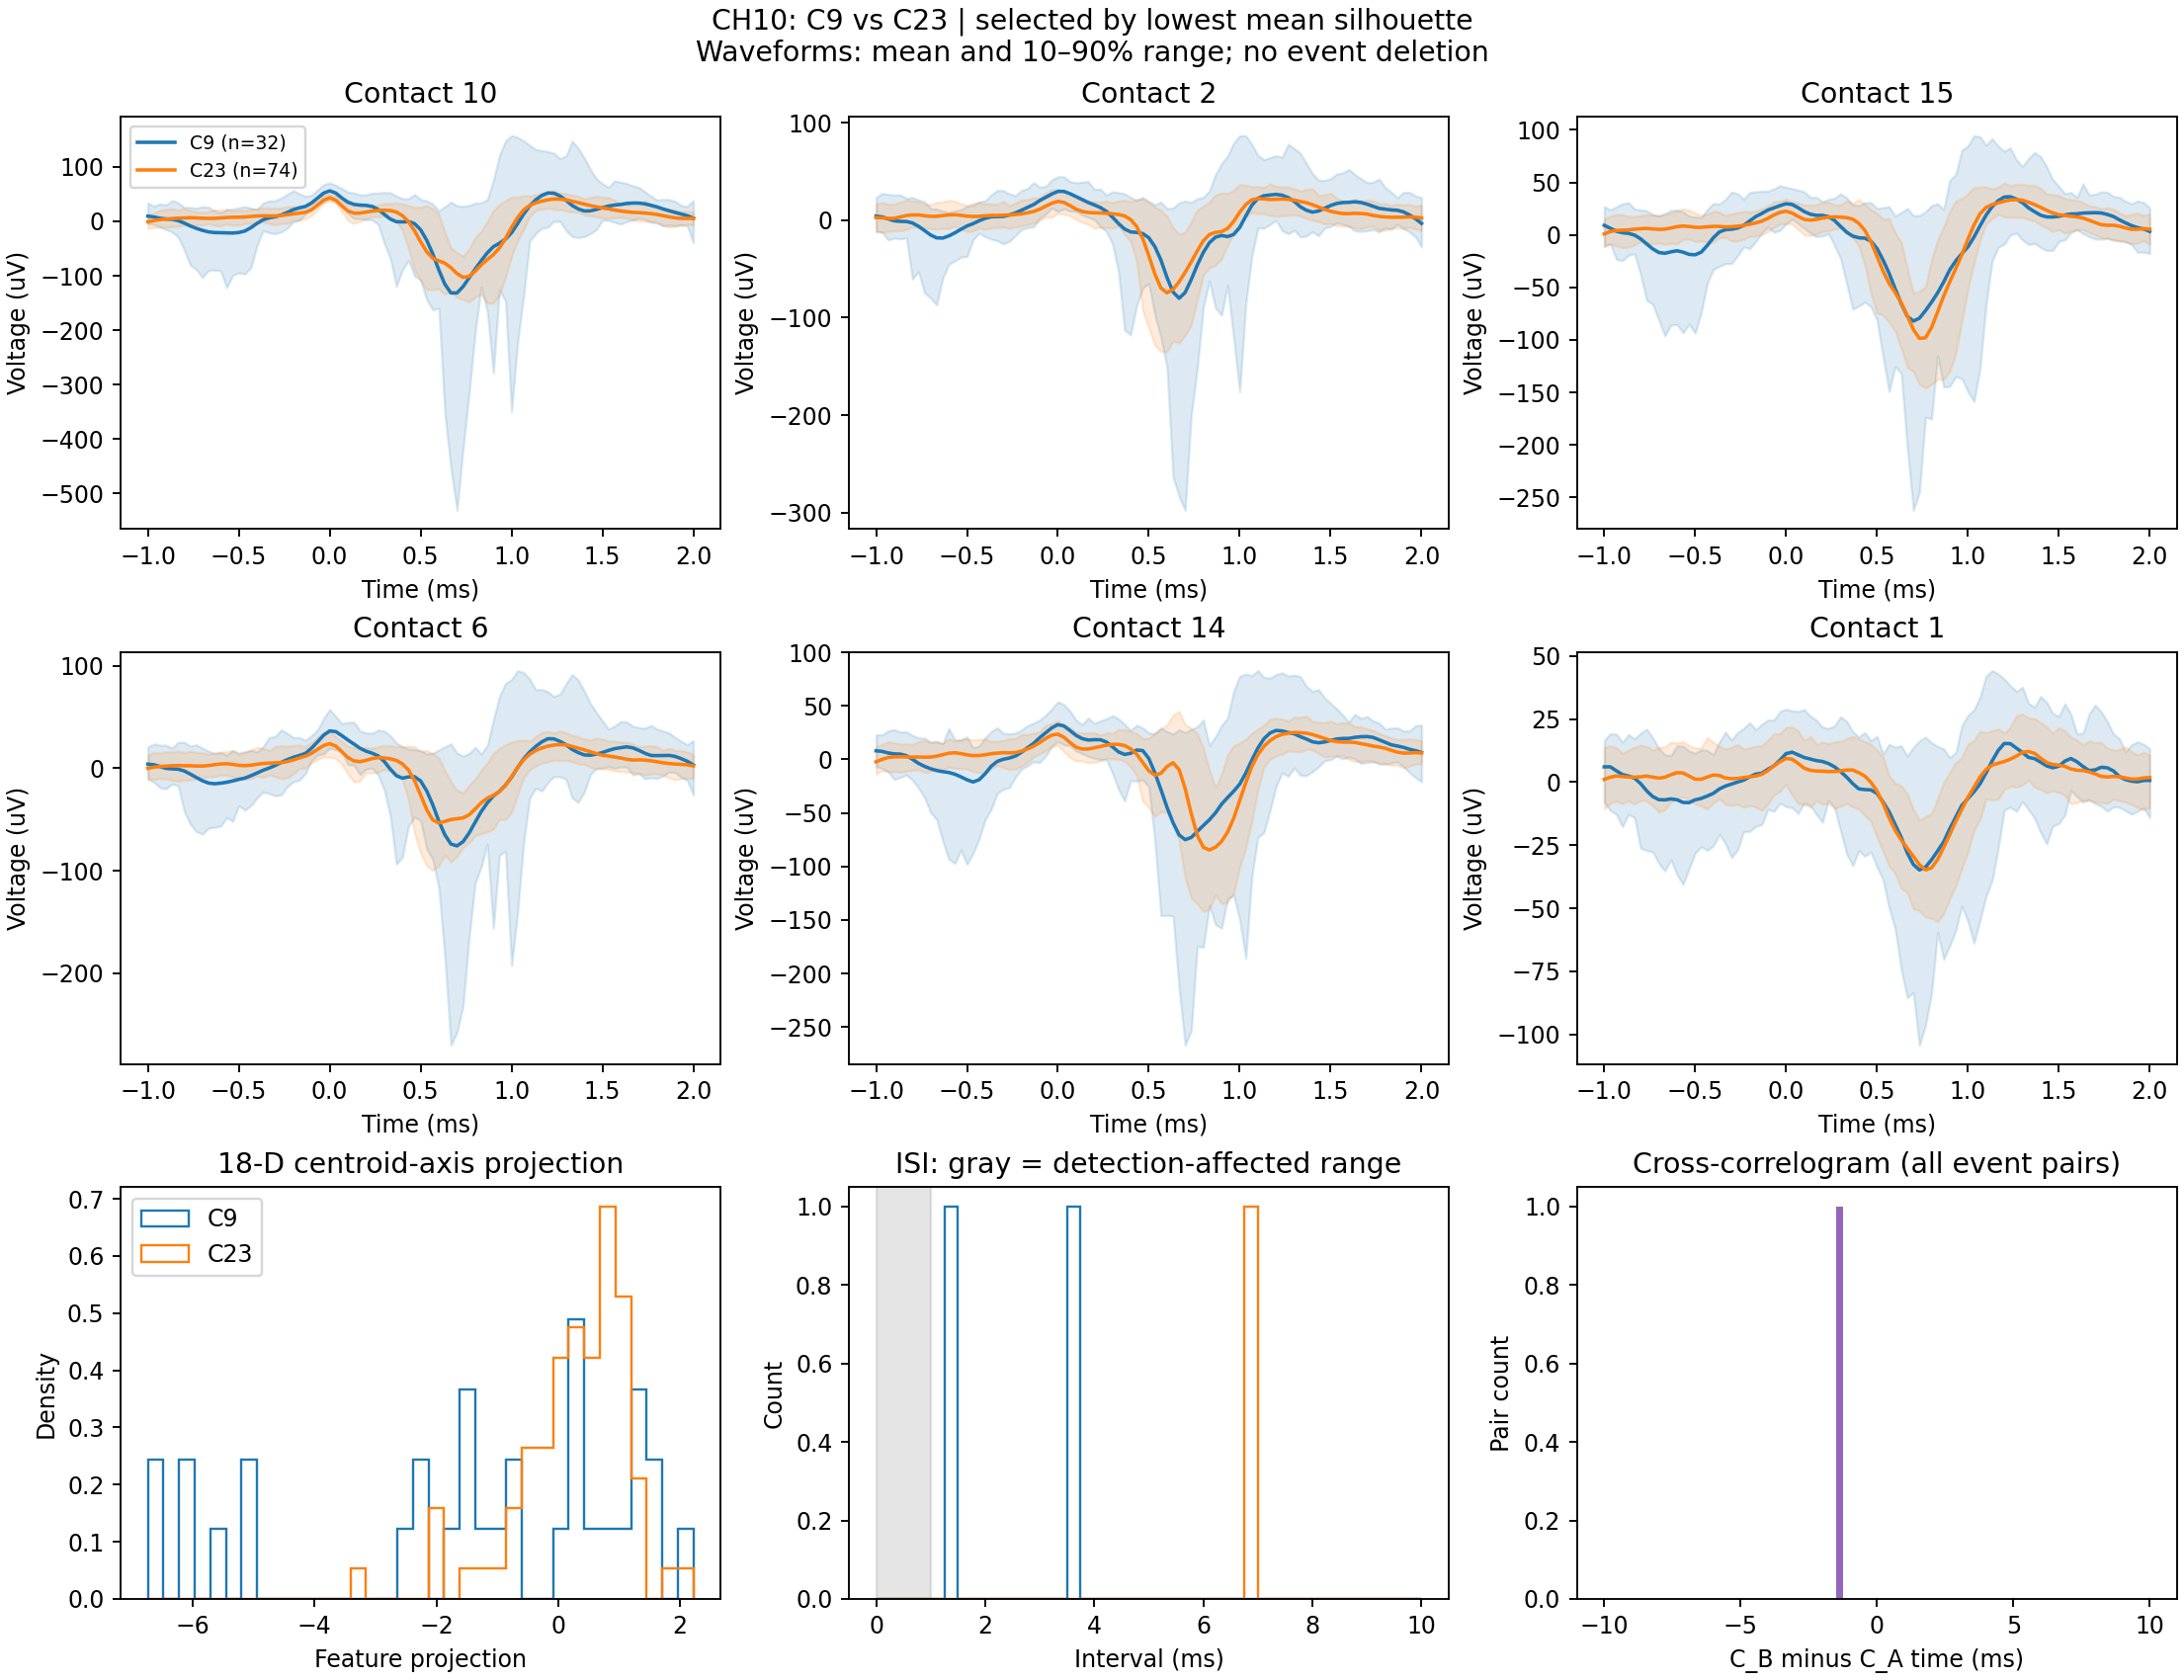 CH10: C9 vs C23 | selected by lowest mean silhouette
Waveforms: mean and 10–90% range; no event deletion
Contact 10
C9 (n=32)
C23 (n=74)
Voltage (uV)
100
0
−100
−200
−300
−400
−500
−1.0 −0.5 0.0 0.5 1.0 1.5 2.0
Time (ms)
Contact 2
Voltage (uV)
100
0
−100
−200
−300
−1.0 −0.5 0.0 0.5 1.0 1.5 2.0
Time (ms)
Contact 15
Voltage (uV)
100
50
0
−50
−100
−150
−200
−250
−1.0 −0.5 0.0 0.5 1.0 1.5 2.0
Time (ms)
Contact 6
Voltage (uV)
100
0
−100
−200
−1.0 −0.5 0.0 0.5 1.0 1.5 2.0
Time (ms)
Contact 14
Voltage (uV)
100
50
0
−50
−100
−150
−200
−250
−1.0 −0.5 0.0 0.5 1.0 1.5 2.0
Time (ms)
Contact 1
Voltage (uV)
50
25
0
−25
−50
−75
−100
−1.0 −0.5 0.0 0.5 1.0 1.5 2.0
Time (ms)
18-D centroid-axis projection
C9
C23
Density
0.7
0.6
0.5
0.4
0.3
0.2
0.1
0.0
−6 −4 −2 0 2
Feature projection
ISI: gray = detection-affected range
Count
1.0
0.8
0.6
0.4
0.2
0.0
0 2 4 6 8 10
Interval (ms)
Cross-correlogram (all event pairs)
Pair count
1.0
0.8
0.6
0.4
0.2
0.0
−10 −5 0 5 10
C_B minus C_A time (ms)